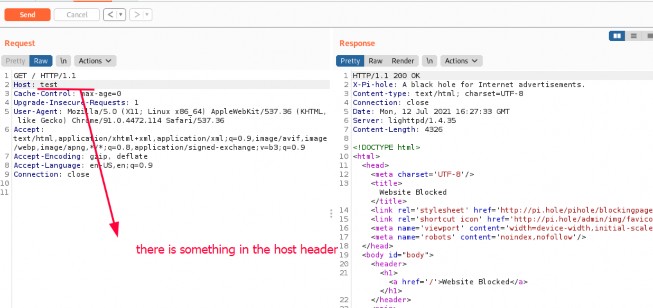 Send
Cancel
Request
Pretty
Raw
\n
Actions
1 GET / HTTP/1.1
2 Host: test
3 Cache-Control: max-age=0
4 Upgrade-Insecure-Requests: 1
5 User-Agent: Mozilla/5.0 (X11; Linux x86_64) AppleWebKit/537.36 (KHTML,
like Gecko) Chrome/91.0.4472.114 Safari/537.36
6 Accept:
text/html,application/xhtml+xml,application/xml;q=0.9,image/avif,image
/webp,image/apng,*/*;q=0.8,application/signed-exchange;v=b3;q=0.9
7 Accept-Encoding: gzip, deflate
8 Accept-Language: en-US,en;q=0.9
9 Connection: close
10
11
there is something in the host header
Response
Pretty
Raw
Render
\n
Actions
1 HTTP/1.1 200 OK
2 X-Pi-hole: A black hole for Internet advertisements.
3 Content-type: text/html; charset=UTF-8
4 Connection: close
5 Date: Mon, 12 Jul 2021 16:27:33 GMT
6 Server: lighttpd/1.4.35
7 Content-Length: 4326
8
9 <!DOCTYPE html>
10 <html>
11 <head>
12 <meta charset='UTF-8'/>
13 <title>
Website Blocked
</title>
14 <link rel='stylesheet' href='http://pi.hole/pihole/blockingpage
15 <link rel='shortcut icon' href='http://pi.hole/admin/img/favico
16 <meta name='viewport' content='width=device-width,initial-scale
17 <meta name='robots' content='noindex,nofollow'/>
18 </head>
19 <body id="body">
20 <header>
21 <h1>
<a href='/'>Website Blocked</a>
</h1>
22 </header>